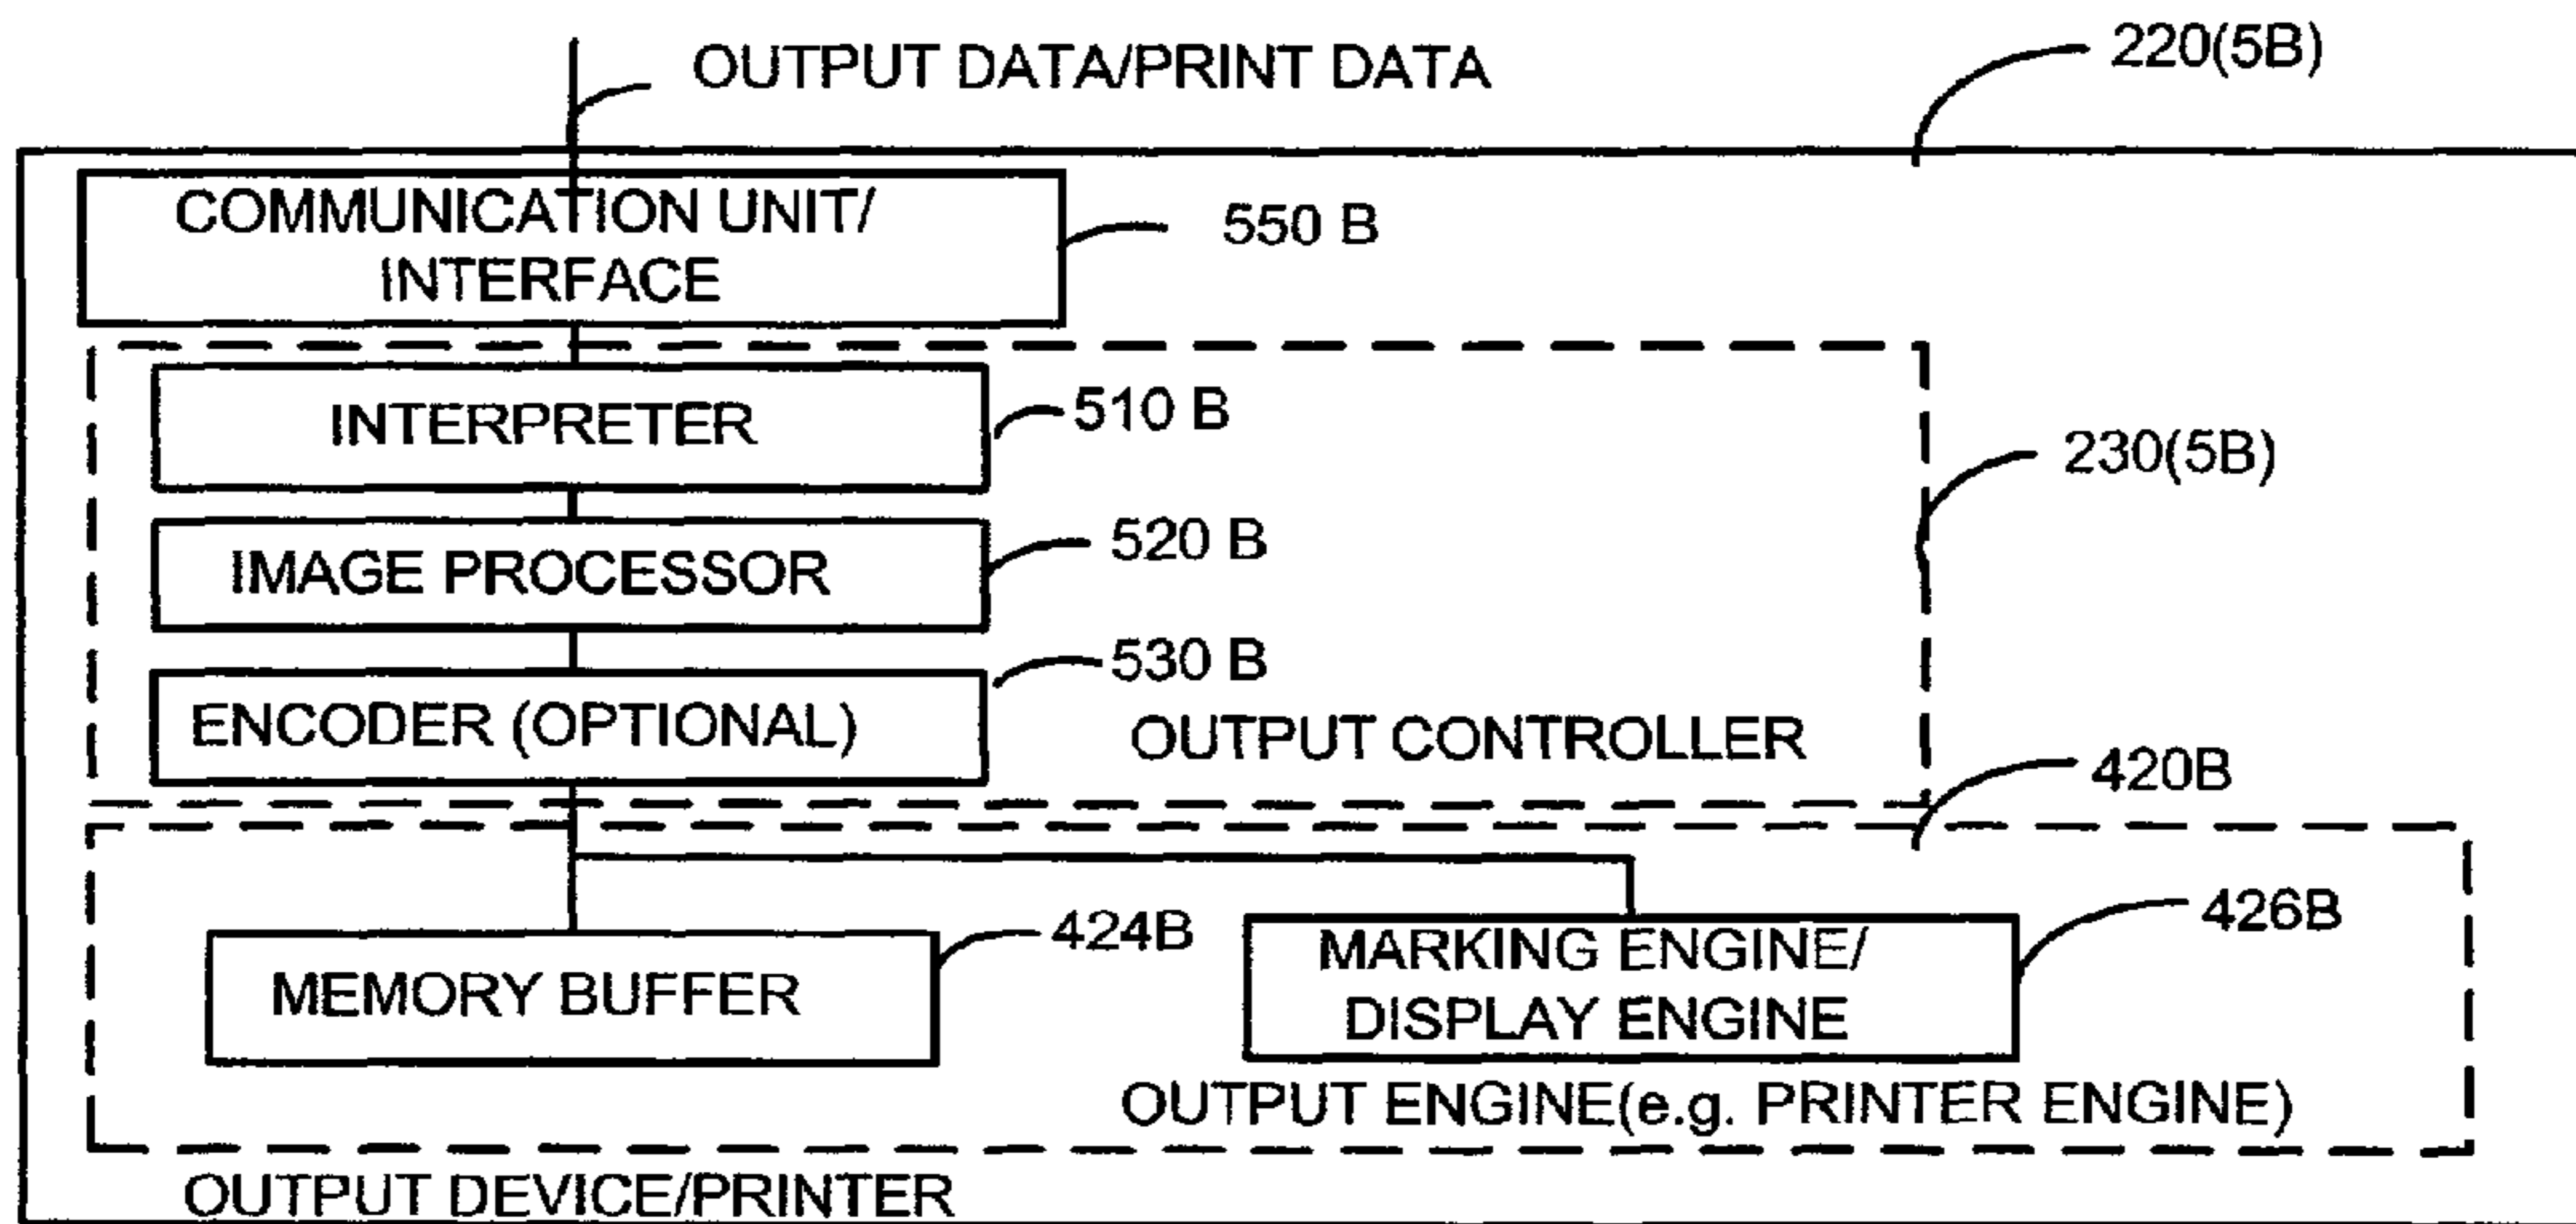 OUTPUT DATA/PRINT DATA
220(5B)
COMMUNICATION UNIT/
INTERFACE
550 B
INTERPRETER
510 B
230(5B)
IMAGE PROCESSOR
520 B
530 B
ENCODER (OPTIONAL)
OUTPUT CONTROLLER
420B
MEMORY BUFFER
424B
MARKING ENGINE/
DISPLAY ENGINE
426B
OUTPUT ENGINE(e.g. PRINTER ENGINE)
OUTPUT DEVICE/PRINTER